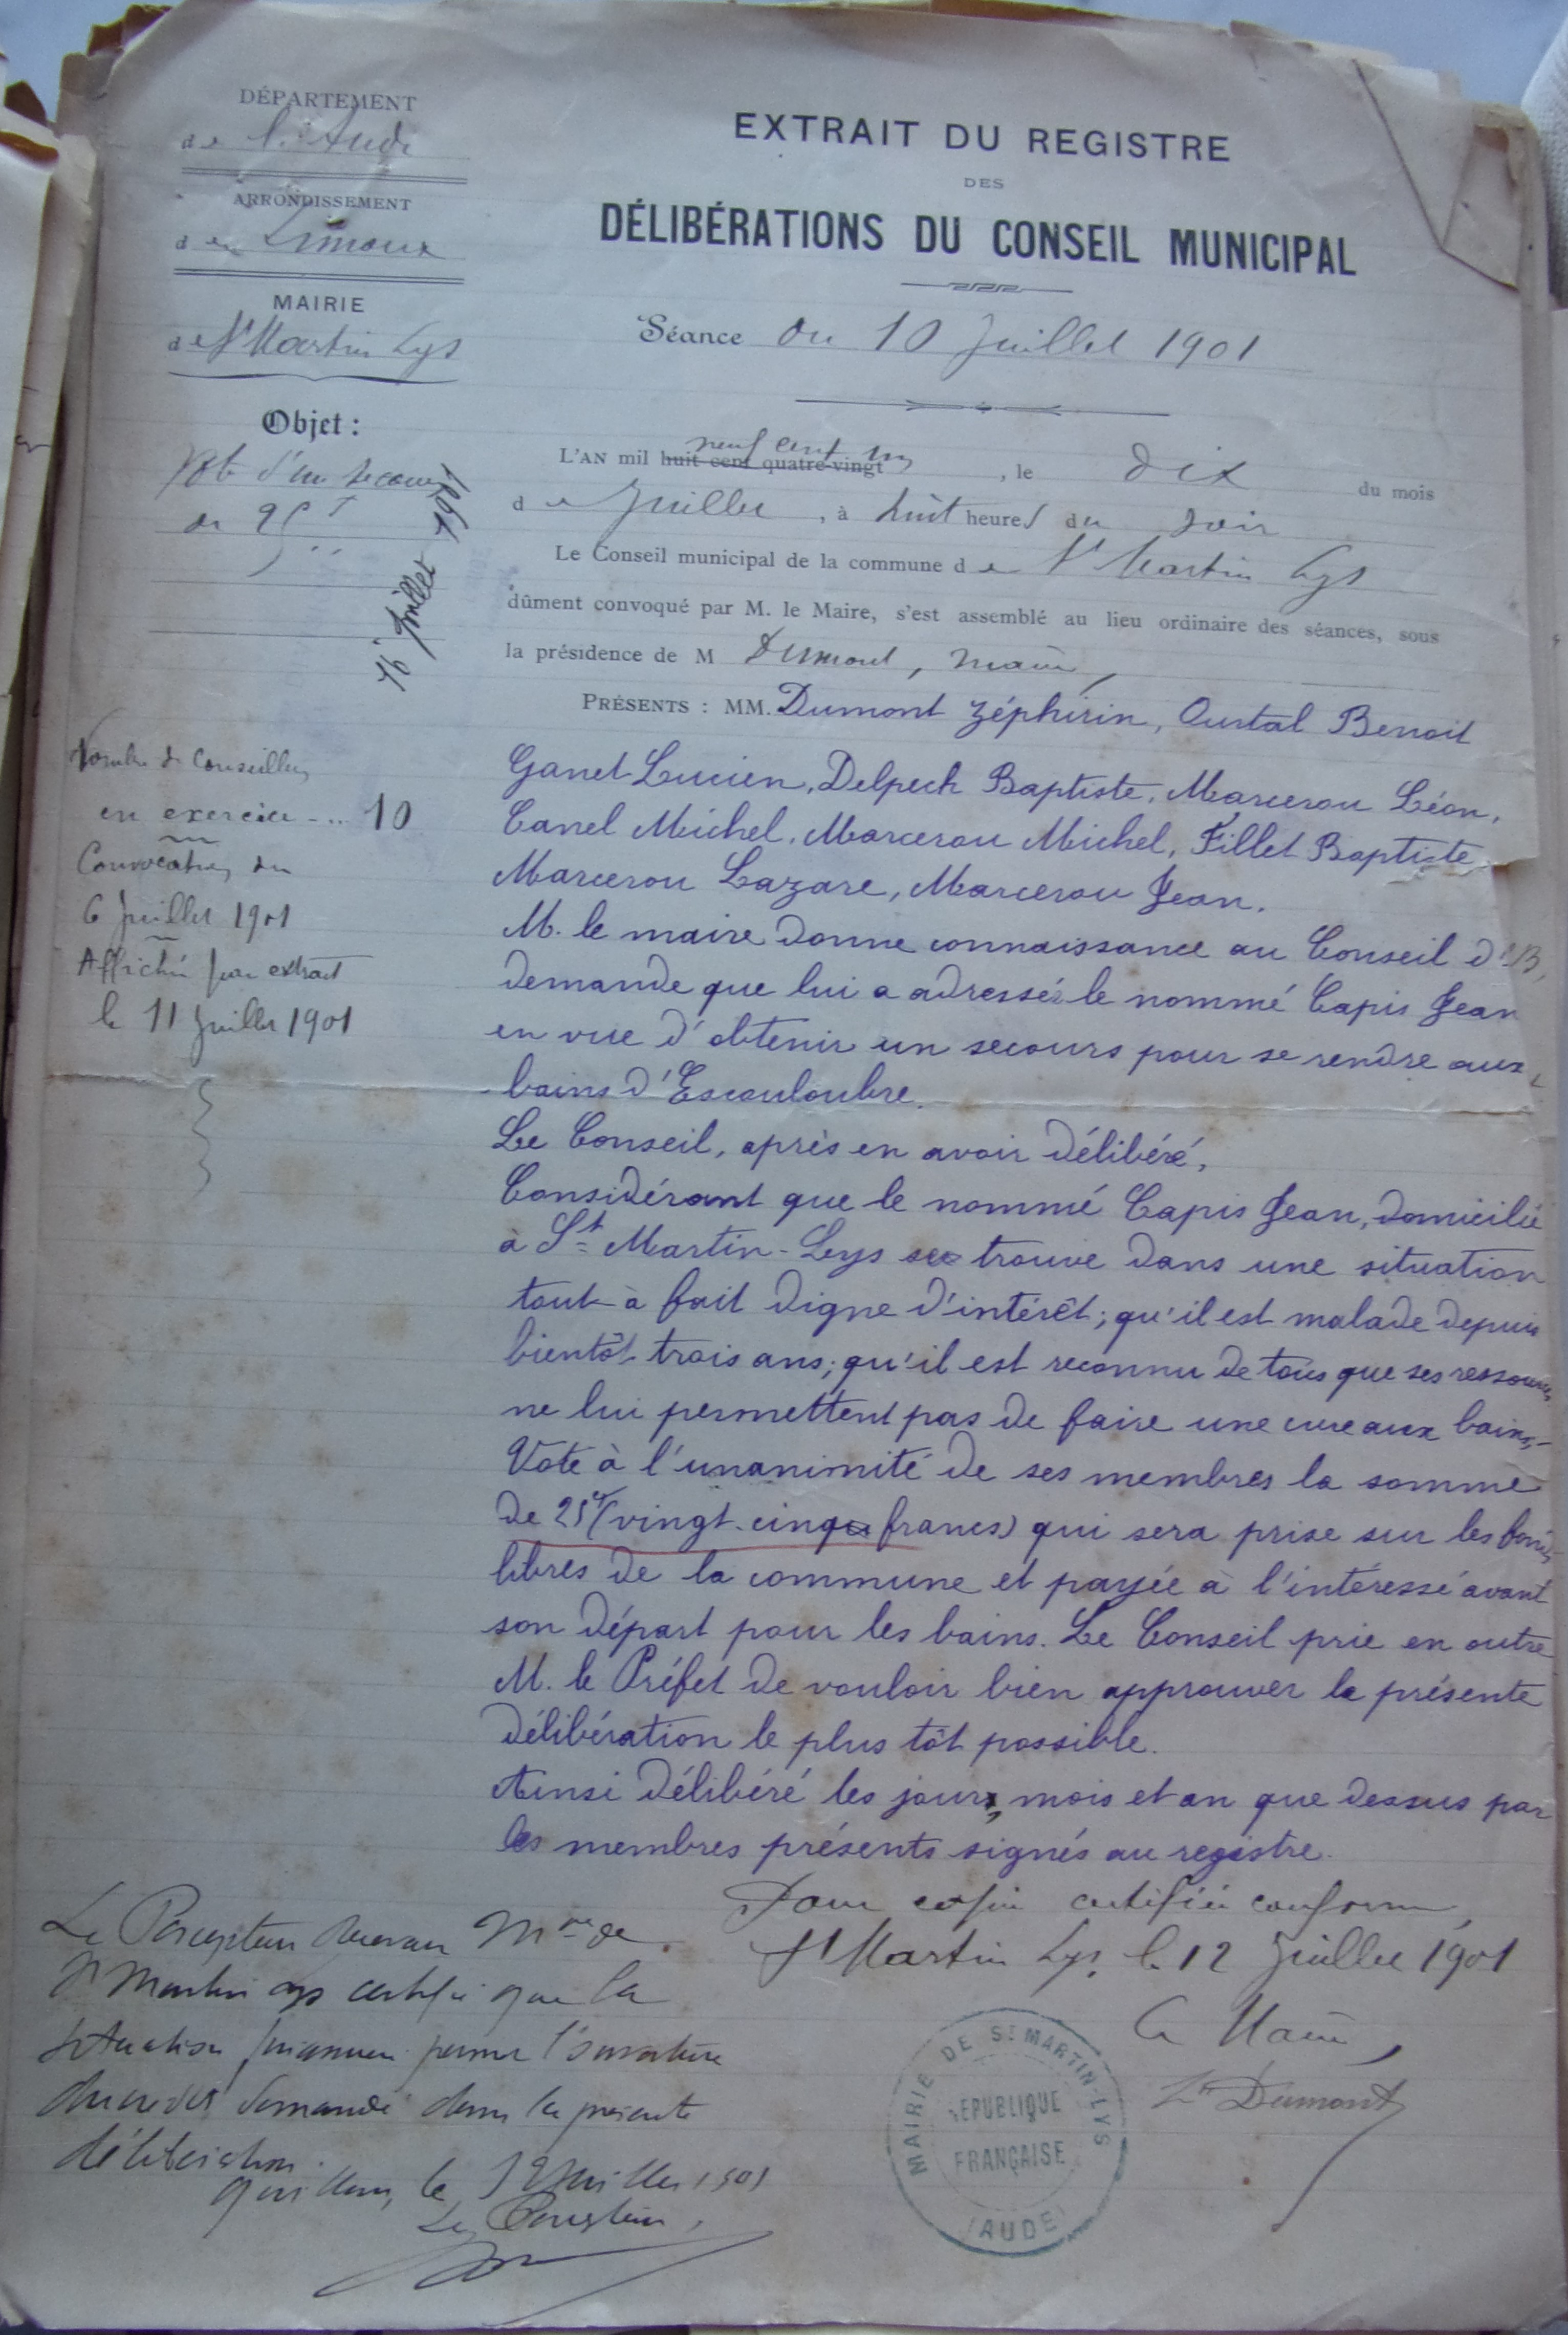 DÉPARTEMENT
de l'Aude
ARRONDISSEMENT
de Limoux
MAIRIE
de St Martin Lys
Objet :
Vote d'un secours
de 25 f
16 Juillet 1901
Nombre de Conseillers
en exercice ... 10
Convocation du
6 Juillet 1901
Affiché par extrait
le 11 Juillet 1901
EXTRAIT DU REGISTRE
DES
DÉLIBÉRATIONS DU CONSEIL MUNICIPAL
Séance du 10 Juillet 1901
neuf cent un
L'AN mil huit cent quatre-vingt , le dix du mois
de Juillet , à huit heures du soir
Le Conseil municipal de la commune de St Martin Lys
dûment convoqué par M. le Maire, s'est assemblé au lieu ordinaire des séances, sous
la présidence de M Dumont, maire,
PRÉSENTS : MM. Dumont Zéphirin, Oustal Benoit
Ganet Lucien, Delpech Baptiste, Marcerou Léon,
Canel Michel, Marcerou Michel, Fillet Baptiste
Marcerou Lazare, Marcerou Jean.
M. le maire donne connaissance au Conseil d'
demande que lui a adressée le nommé Capis Jean
en vue d'obtenir un secours pour se rendre aux
bains d'Escouloubre.
Le Conseil, après en avoir délibéré,
Considérant que le nommé Capis Jean, domicilié
à St Martin-Lys se trouve dans une situation
tout à fait digne d'intérêt; qu'il est malade depuis
bientôt trois ans; qu'il est reconnu de tous que ses ressources
ne lui permettent pas de faire une cure aux bains,-
Vote à l'unanimité de ses membres la somme
de 25f (vingt-cinq francs) qui sera prise sur les fonds
libres de la commune et payée à l'intéressé avant
son départ pour les bains. Le Conseil prie en outre
M. le Préfet de vouloir bien approuver la présente
délibération le plus tôt possible.
Ainsi délibéré les jour, mois et an que dessus par
les membres présents signés au registre.
Pour copie certifiée conforme,
St Martin Lys, le 12 Juillet 1901
Le Maire,
Zn Dumont
MAIRIE DE ST MARTIN-LYS
RÉPUBLIQUE
FRANÇAISE
(AUDE)
Le Percepteur Receveur Mal de
St Martin Lys certifie que la
situation financière permet l'ouverture
du crédit demandé dans la présente
délibération.
Quillan, le Juillet 1901
Le Percepteur,